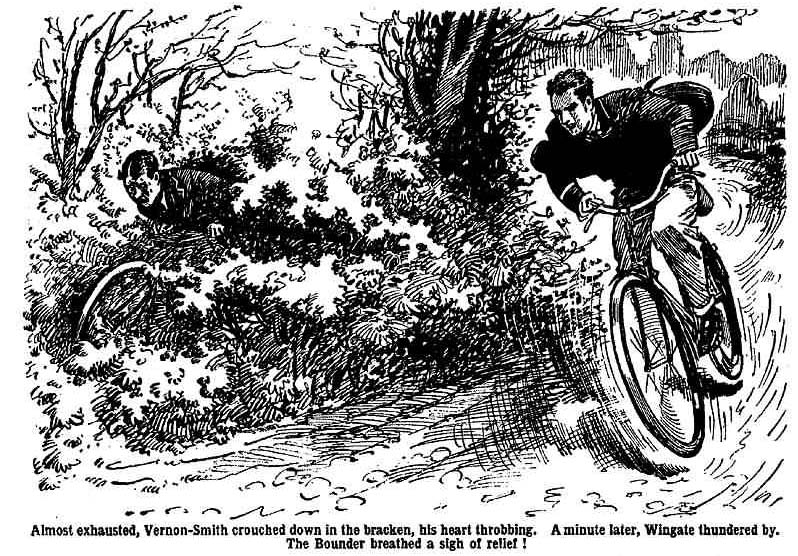 Almost exhausted, Vernon-Smith crouched down in the bracken, his heart throbbing. A minute later, Wingate thundered by.
The Bounder breathed a sigh of relief !